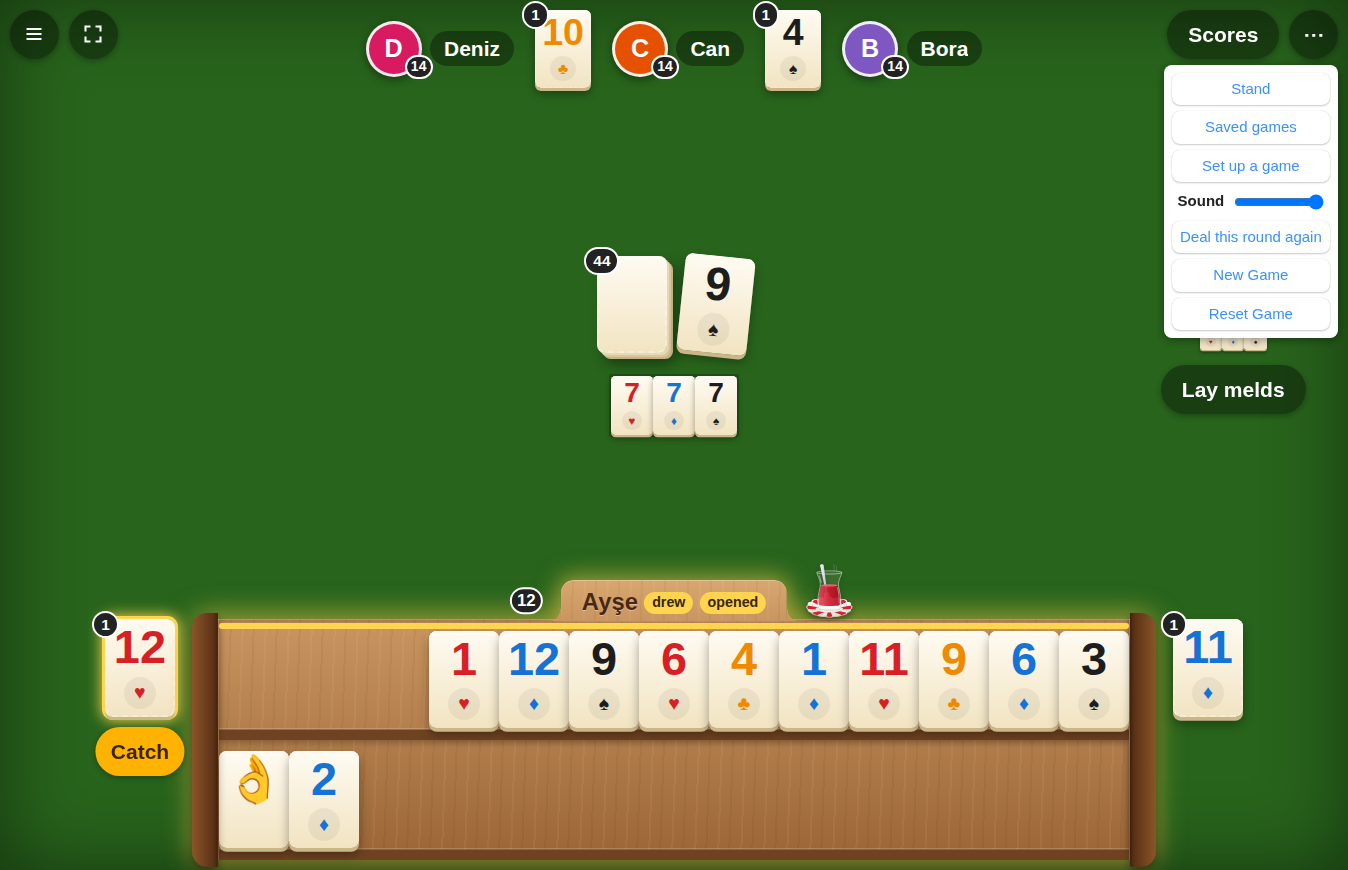 D 14 Deniz 1 10 ♣ C 14 Can 1 4 ♠ B 14 Bora Scores ...
Stand
Saved games
Set up a game
Sound
Deal this round again
New Game
Reset Game
44 9 ♠
7 7 7
♥ ♦ ♠
Lay melds
12 Ayşe drew opened
1 12 ♥
Catch
1 12 9 6 4 1 11 9 6 3
♥ ♦ ♠ ♥ ♣ ♦ ♥ ♣ ♦ ♠
👌 2
♦
1 11 ♦